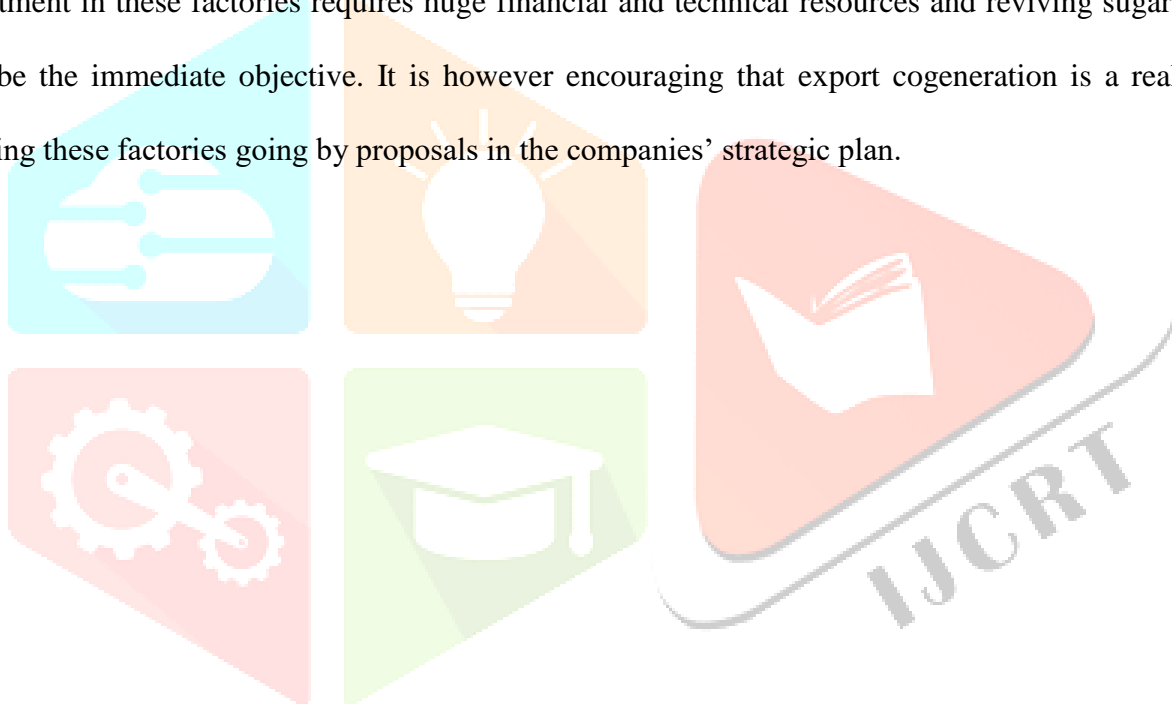 tment in these factories requires huge financial and technical resources and reviving sugar
be the immediate objective. It is however encouraging that export cogeneration is a real
ing these factories going by proposals in the companies’ strategic plan.
IJCRT